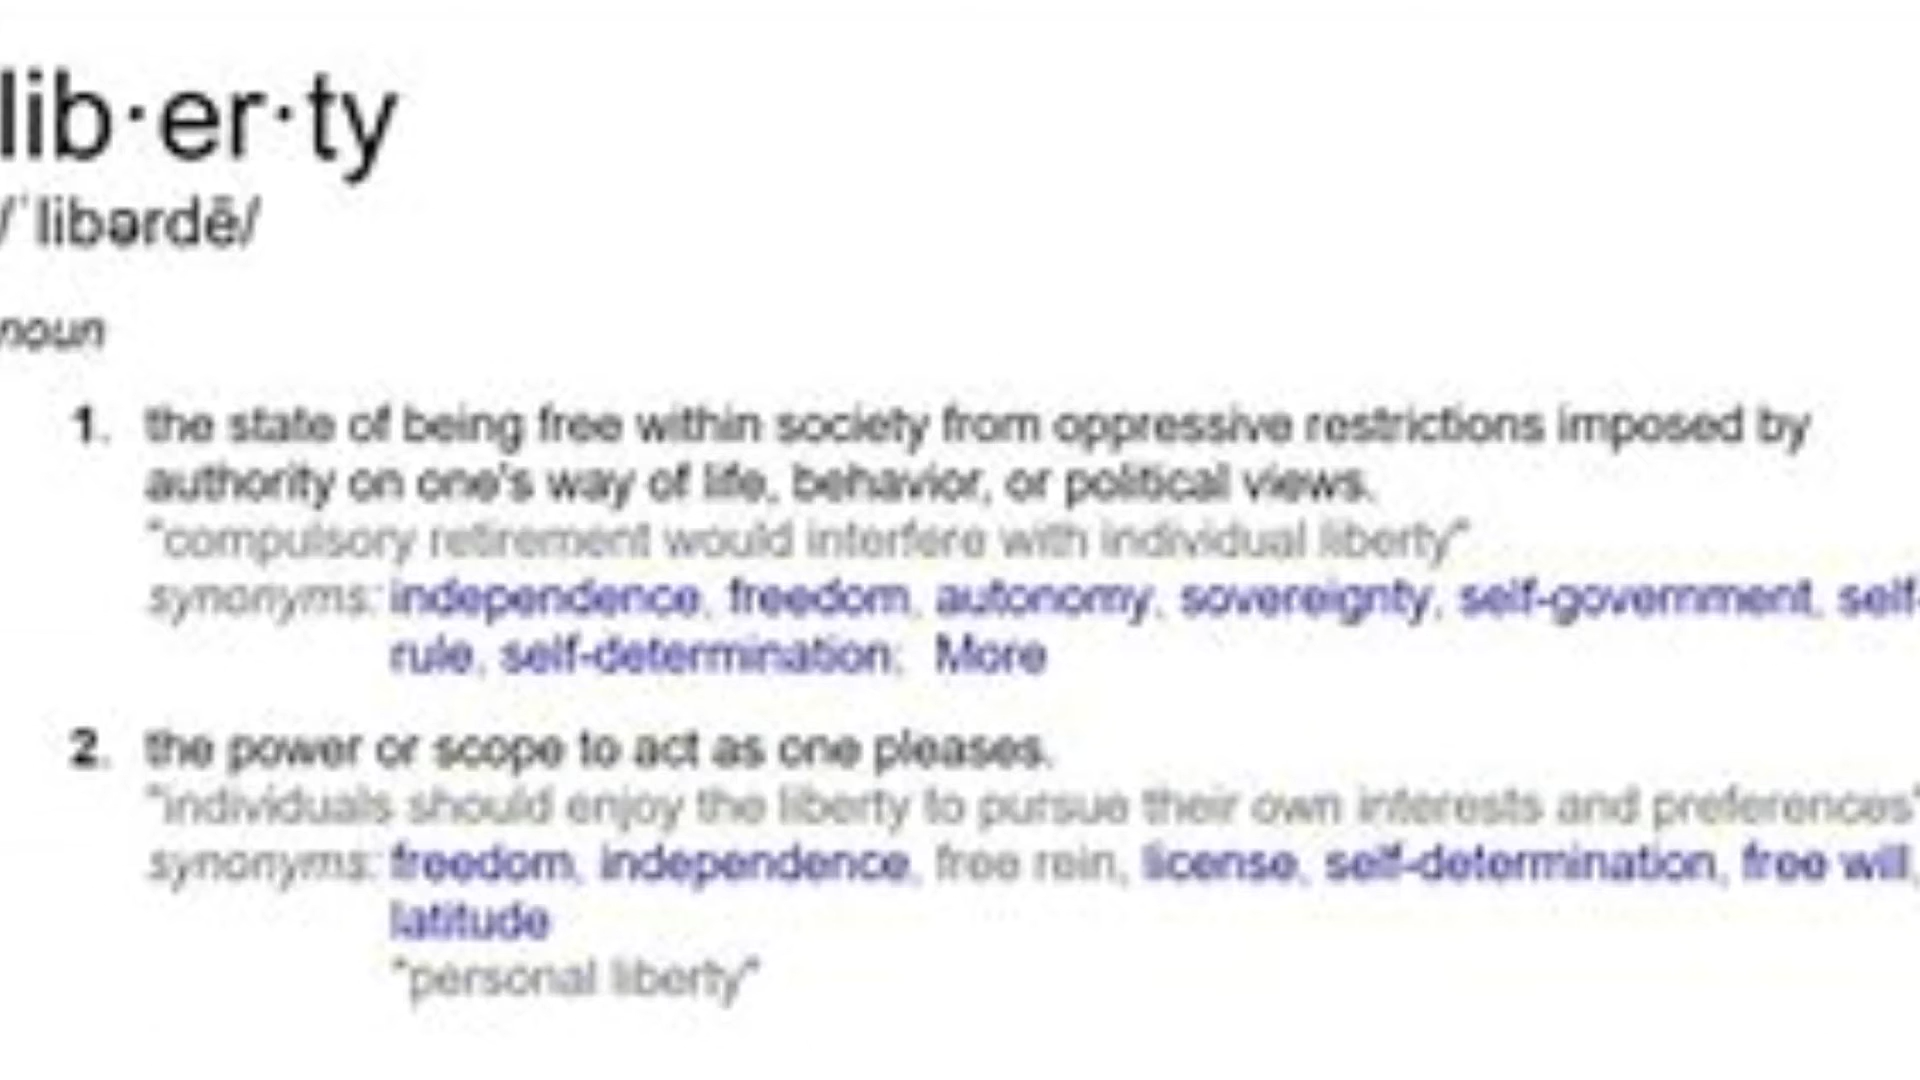 lib·er·ty
/ˈlibərdē/
noun
1. the state of being free within society from oppressive restrictions imposed by
authority on one's way of life, behavior, or political views.
"compulsory retirement would interfere with individual liberty"
synonyms: independence, freedom, autonomy, sovereignty, self-government, self-
rule, self-determination; More
2. the power or scope to act as one pleases.
"individuals should enjoy the liberty to pursue their own interests and preferences"
synonyms: freedom, independence, free rein, license, self-determination, free will,
latitude
"personal liberty"